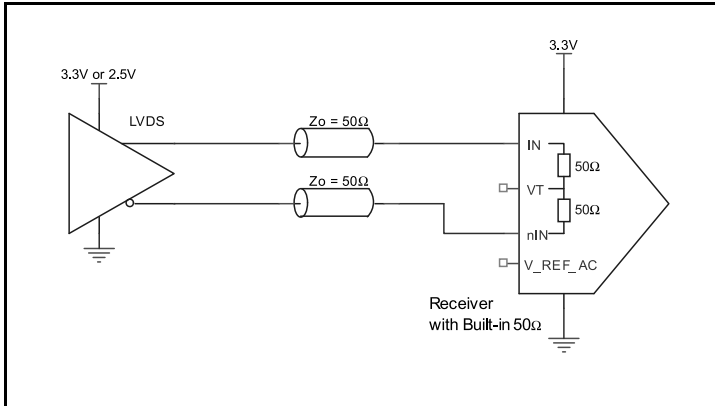 3.3V
3.3V or 2.5V
LVDS
Zo = 50Ω
IN
50Ω
Zo = 50Ω
VT
50Ω
nIN
V_REF_AC
Receiver
with Built-in 50Ω